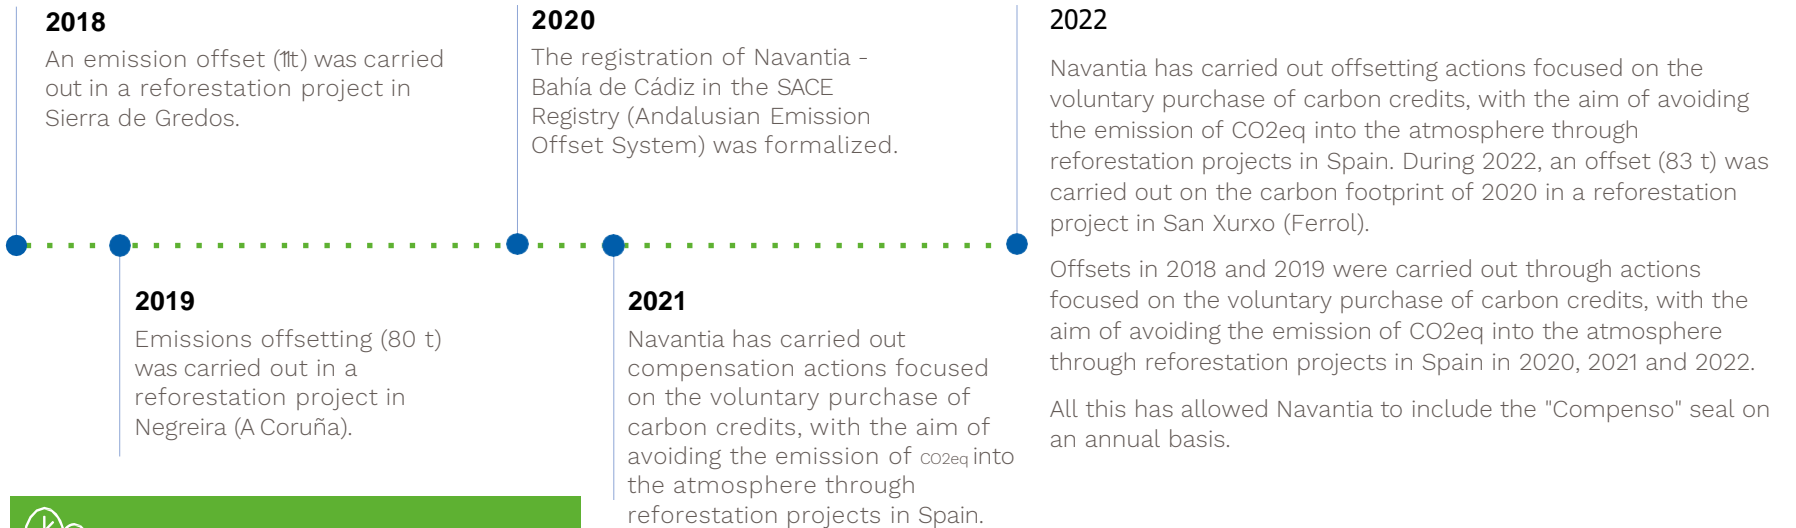 2018
An emission offset (11t) was carried
out in a reforestation project in
Sierra de Gredos.
2019
Emissions offsetting (80 t)
was carried out in a
reforestation project in
Negreira (A Coruña).
2020
The registration of Navantia -
Bahía de Cádiz in the SACE
Registry (Andalusian Emission
Offset System) was formalized.
2021
Navantia has carried out
compensation actions focused
on the voluntary purchase of
carbon credits, with the aim of
avoiding the emission of CO2eq into
the atmosphere through
reforestation projects in Spain.
2022
Navantia has carried out offsetting actions focused on the
voluntary purchase of carbon credits, with the aim of avoiding
the emission of CO2eq into the atmosphere through
reforestation projects in Spain. During 2022, an offset (83 t) was
carried out on the carbon footprint of 2020 in a reforestation
project in San Xurxo (Ferrol).
Offsets in 2018 and 2019 were carried out through actions
focused on the voluntary purchase of carbon credits, with the
aim of avoiding the emission of CO2eq into the atmosphere
through reforestation projects in Spain in 2020, 2021 and 2022.
All this has allowed Navantia to include the "Compenso" seal on
an annual basis.